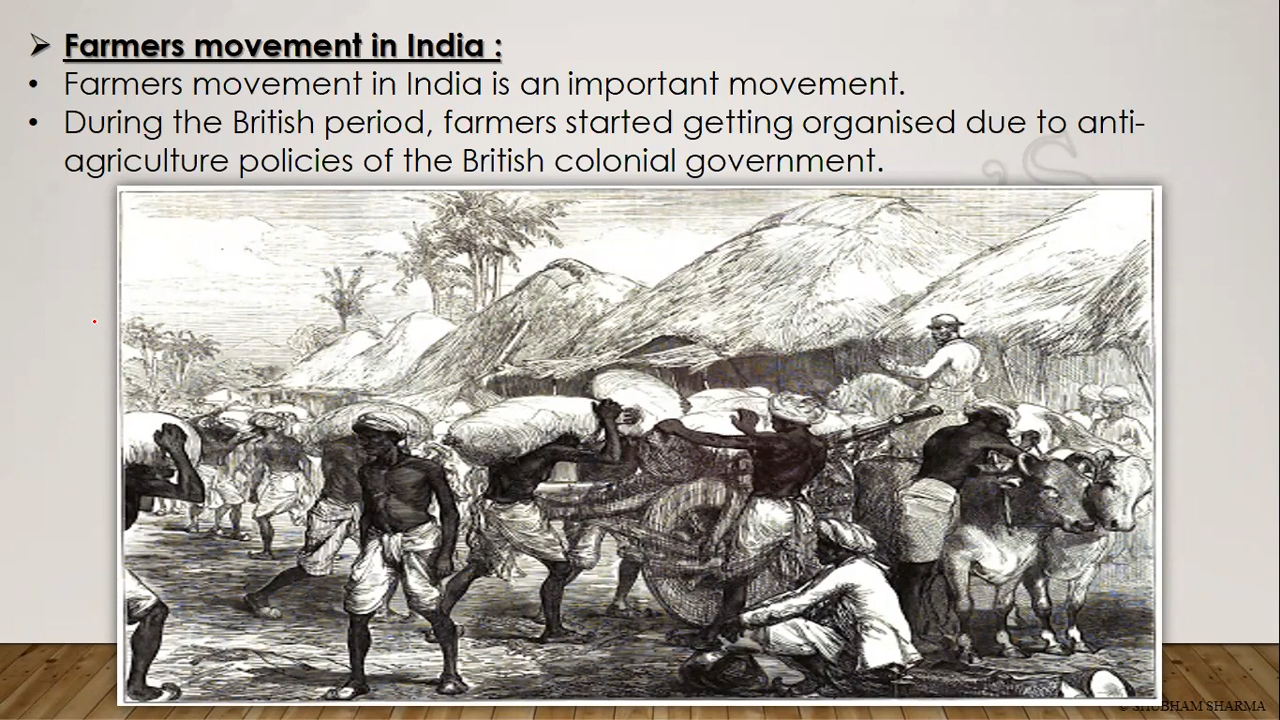 ➢ Farmers movement in India :
• Farmers movement in India is an important movement.
• During the British period, farmers started getting organised due to anti-
agriculture policies of the British colonial government.
'S
© SHUBHAM SHARMA